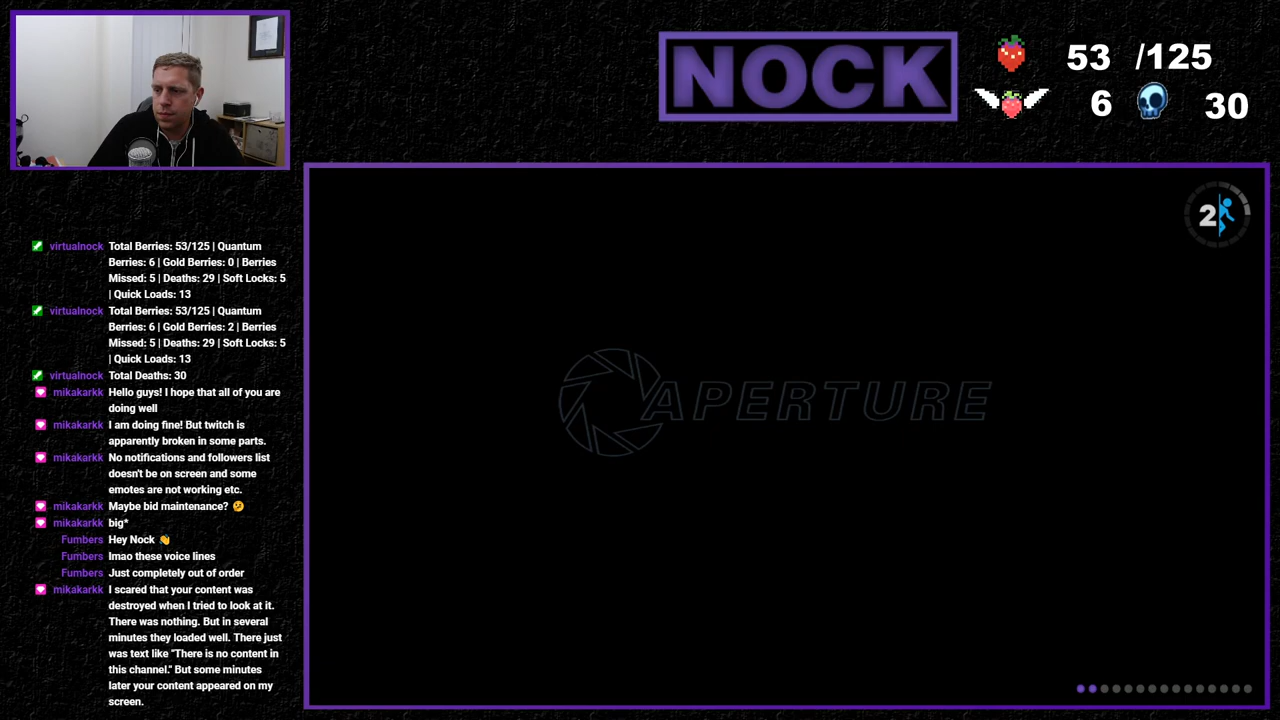 NOCK
53 /125
6 30
2
virtualnock Total Berries: 53/125 | Quantum
Berries: 6 | Gold Berries: 0 | Berries
Missed: 5 | Deaths: 29 | Soft Locks: 5
| Quick Loads: 13
virtualnock Total Berries: 53/125 | Quantum
Berries: 6 | Gold Berries: 2 | Berries
Missed: 5 | Deaths: 29 | Soft Locks: 5
| Quick Loads: 13
virtualnock Total Deaths: 30
mikakarkk Hello guys! I hope that all of you are
doing well
mikakarkk I am doing fine! But twitch is
apparently broken in some parts.
mikakarkk No notifications and followers list
doesn't be on screen and some
emotes are not working etc.
mikakarkk Maybe bid maintenance? 🤔
mikakarkk big*
Fumbers Hey Nock 👋
Fumbers lmao these voice lines
Fumbers Just completely out of order
mikakarkk I scared that your content was
destroyed when I tried to look at it.
There was nothing. But in several
minutes they loaded well. There just
was text like "There is no content in
this channel." But some minutes
later your content appeared on my
screen.
APERTURE